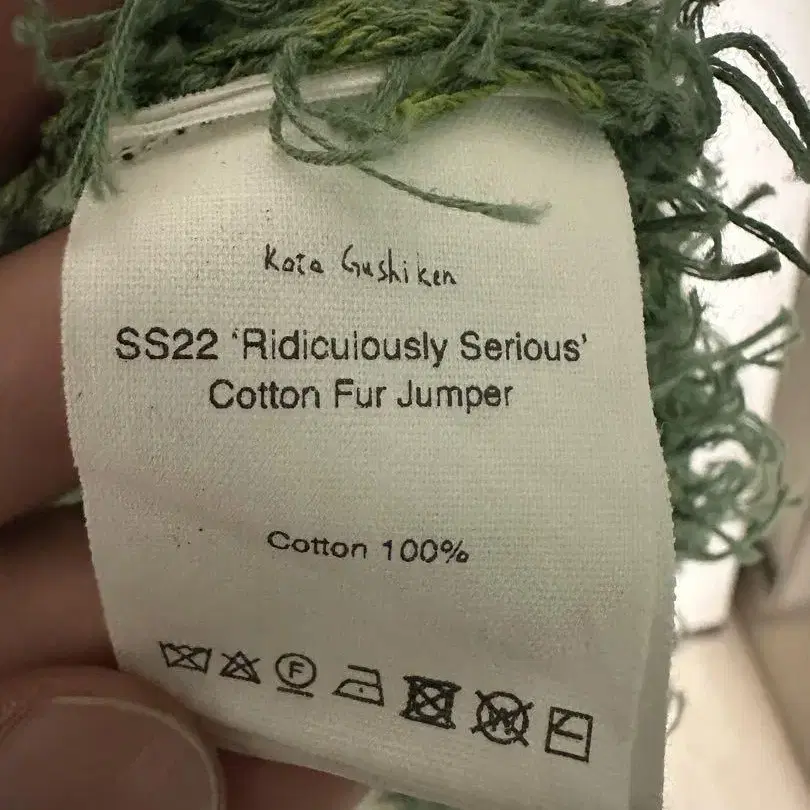 Kota Gushiken
SS22 ‘Ridiculously Serious’
Cotton Fur Jumper
Cotton 100%
F
W